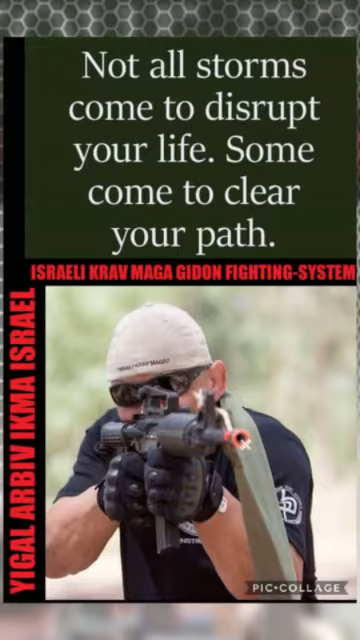 Not all storms
come to disrupt
your life. Some
come to clear
your path.
ISRAELI KRAV MAGA GIDON FIGHTING-SYSTEM
YIGAL ARBIV IKMA ISRAEL
PIC•COLLAGE